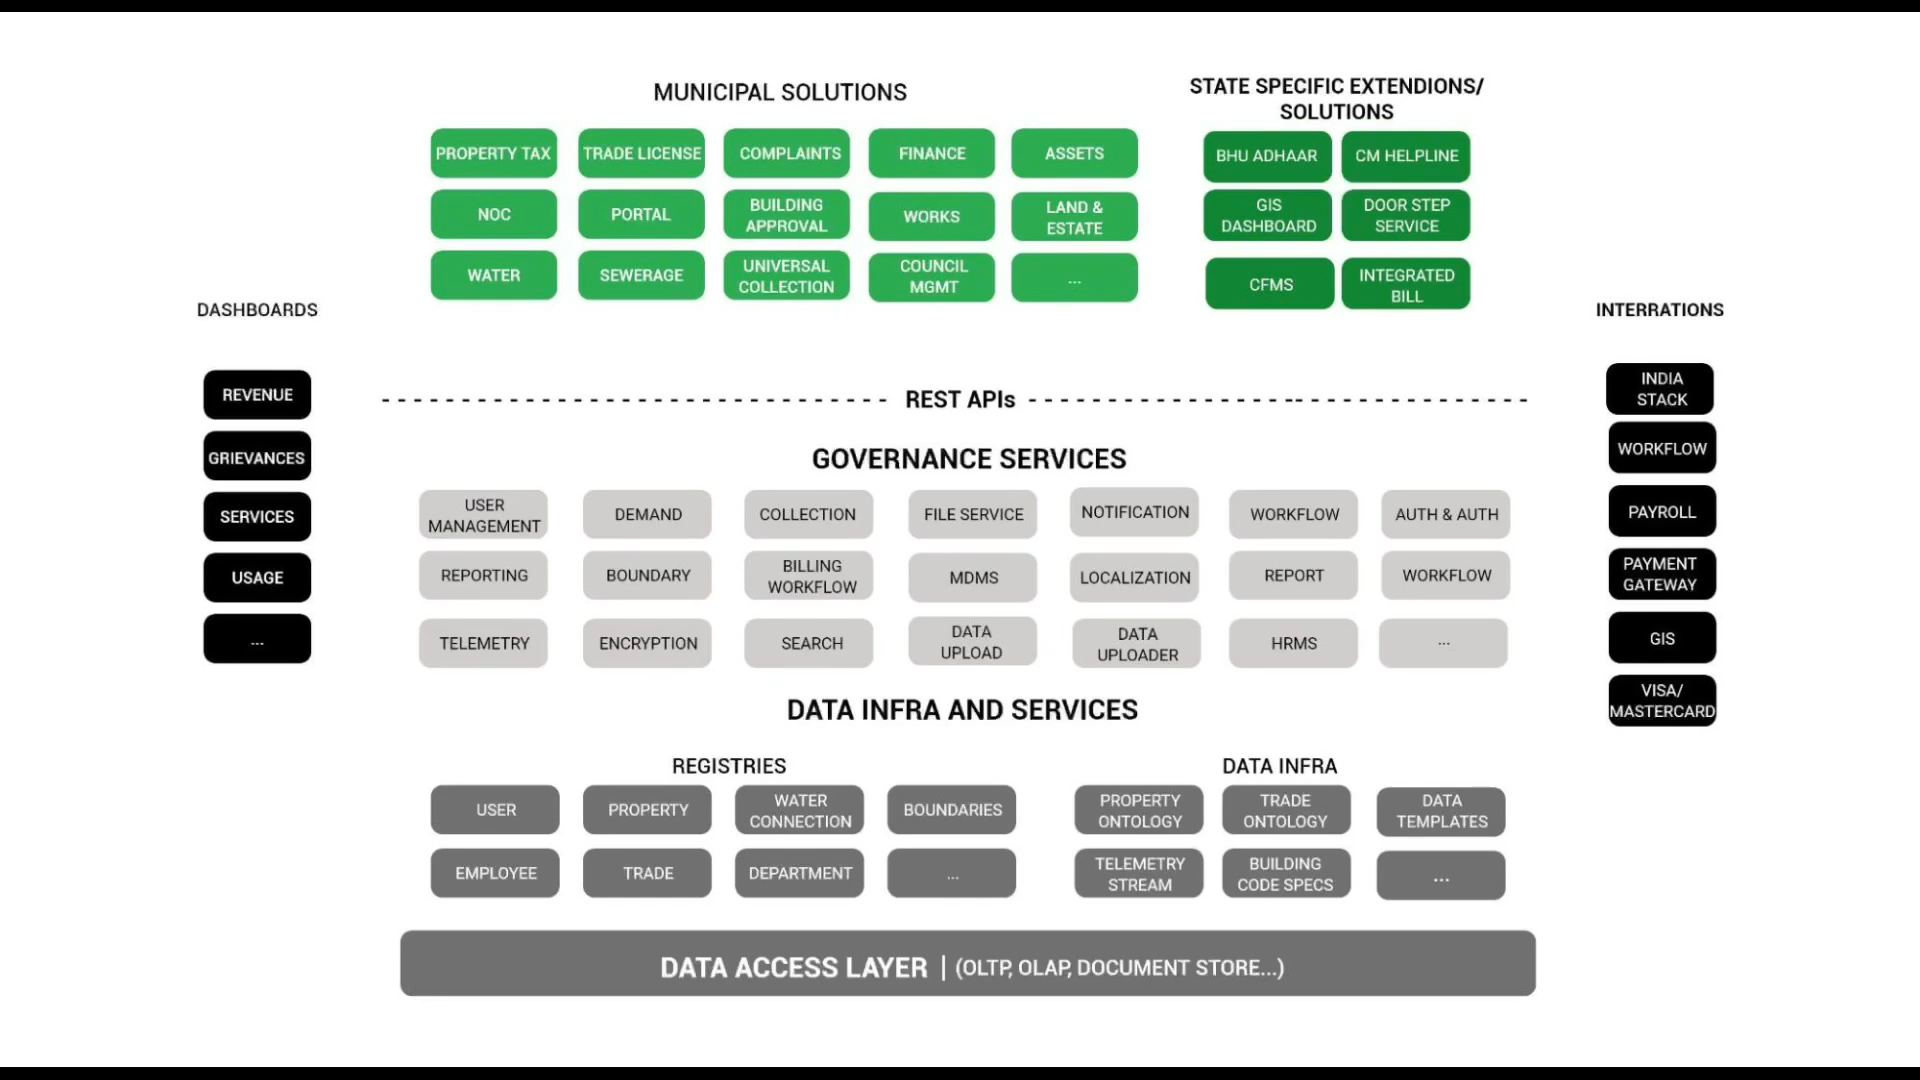 MUNICIPAL SOLUTIONS
PROPERTY TAX
TRADE LICENSE
COMPLAINTS
FINANCE
ASSETS
NOC
PORTAL
BUILDING
APPROVAL
WORKS
LAND &
ESTATE
WATER
SEWERAGE
UNIVERSAL
COLLECTION
COUNCIL
MGMT
...
STATE SPECIFIC EXTENDIONS/
SOLUTIONS
BHU ADHAAR
CM HELPLINE
GIS
DASHBOARD
DOOR STEP
SERVICE
CFMS
INTEGRATED
BILL
DASHBOARDS
REVENUE
GRIEVANCES
SERVICES
USAGE
...
REST APIs
GOVERNANCE SERVICES
USER
MANAGEMENT
DEMAND
COLLECTION
FILE SERVICE
NOTIFICATION
WORKFLOW
AUTH & AUTH
REPORTING
BOUNDARY
BILLING
WORKFLOW
MDMS
LOCALIZATION
REPORT
WORKFLOW
TELEMETRY
ENCRYPTION
SEARCH
DATA
UPLOAD
DATA
UPLOADER
HRMS
...
INTERRATIONS
INDIA
STACK
WORKFLOW
PAYROLL
PAYMENT
GATEWAY
GIS
VISA/
MASTERCARD
DATA INFRA AND SERVICES
REGISTRIES
USER
PROPERTY
WATER
CONNECTION
BOUNDARIES
EMPLOYEE
TRADE
DEPARTMENT
...
DATA INFRA
PROPERTY
ONTOLOGY
TRADE
ONTOLOGY
DATA
TEMPLATES
TELEMETRY
STREAM
BUILDING
CODE SPECS
...
DATA ACCESS LAYER | (OLTP, OLAP, DOCUMENT STORE...)